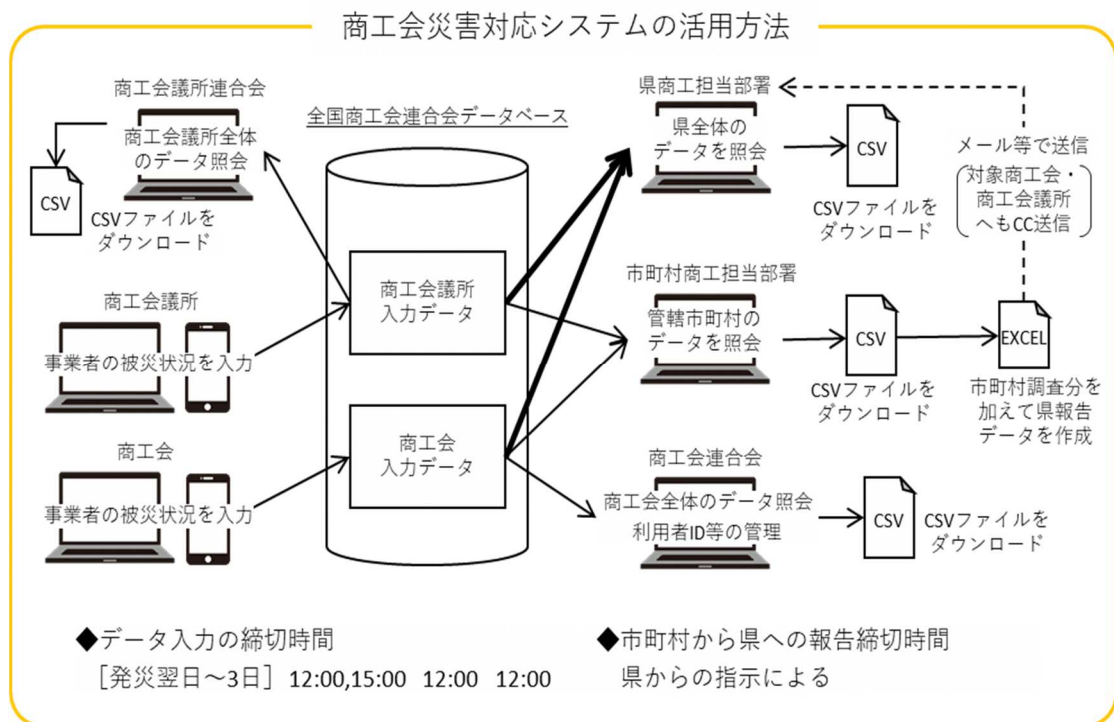 商工会災害対応システムの活用方法
商工会議所連合会
商工会議所全体
のデータ照会
CSV
CSVファイルを
ダウンロード
商工会議所
事業者の被災状況を入力
商工会
事業者の被災状況を入力
全国商工会連合会データベース
商工会議所
入力データ
商工会
入力データ
県商工担当部署
県全体の
データを照会
CSV
CSVファイルを
ダウンロード
メール等で送信
対象商工会・
商工会議所
へもCC送信
市町村商工担当部署
管轄市町村の
データを照会
CSV
CSVファイルを
ダウンロード
EXCEL
市町村調査分を
加えて県報告
データを作成
商工会連合会
商工会全体のデータ照会
利用者ID等の管理
CSV
CSVファイルを
ダウンロード
◆データ入力の締切時間
［発災翌日～3日］ 12:00,15:00 12:00 12:00
◆市町村から県への報告締切時間
県からの指示による